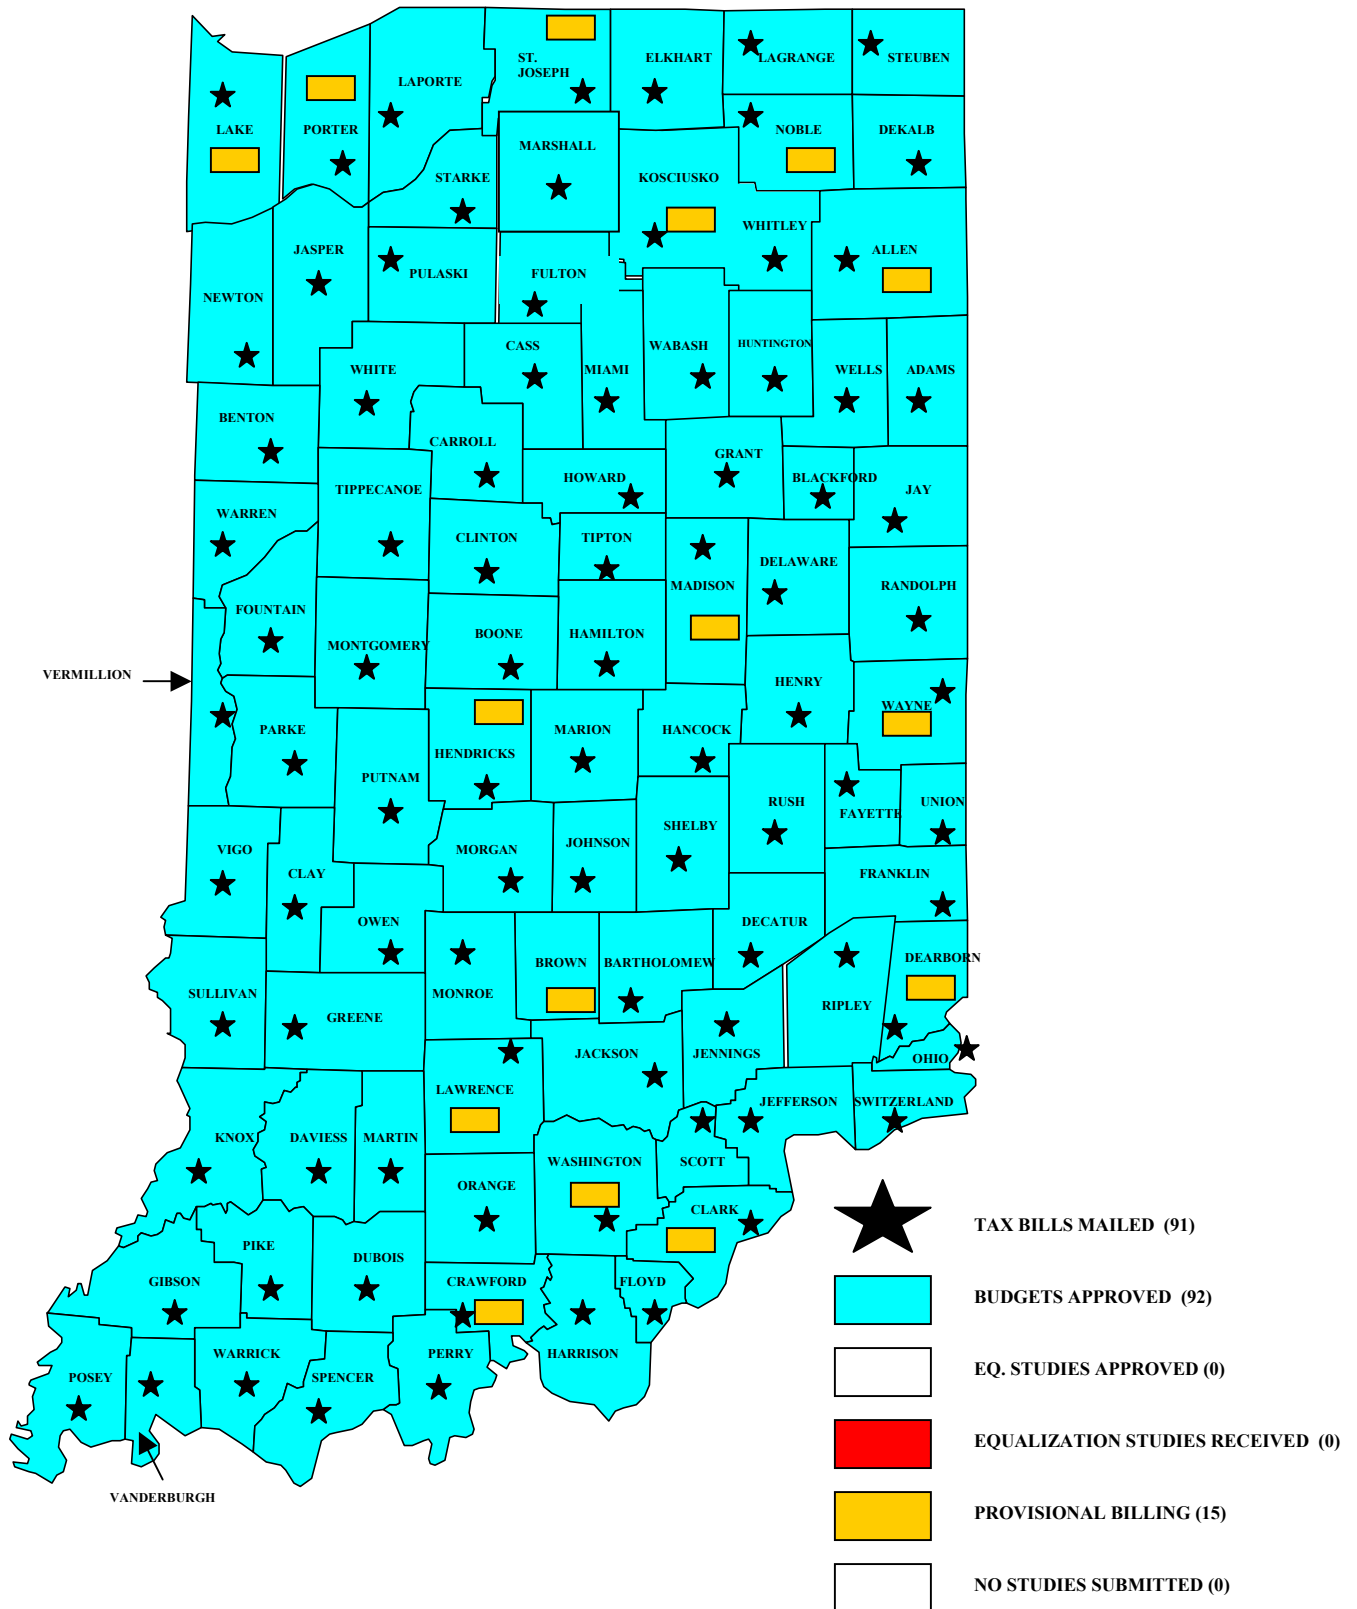 ST.
JOSEPH
ELKHART
LAGRANGE
STEUBEN
LAPORTE
LAKE
PORTER
NOBLE
DEKALB
MARSHALL
STARKE
KOSCIUSKO
WHITLEY
ALLEN
JASPER
PULASKI
FULTON
NEWTON
WHITE
CASS
MIAMI
WABASH
HUNTINGTON
WELLS
ADAMS
BENTON
CARROLL
HOWARD
GRANT
BLACKFORD
JAY
TIPPECANOE
WARREN
CLINTON
TIPTON
MADISON
DELAWARE
RANDOLPH
FOUNTAIN
MONTGOMERY
BOONE
HAMILTON
HENRY
VERMILLION
WAYNE
PARKE
HENDRICKS
MARION
HANCOCK
PUTNAM
RUSH
FAYETTE
UNION
VIGO
CLAY
MORGAN
JOHNSON
SHELBY
FRANKLIN
OWEN
DECATUR
BROWN
BARTHOLOMEW
DEARBORN
SULLIVAN
GREENE
MONROE
RIPLEY
JACKSON
JENNINGS
OHIO
LAWRENCE
JEFFERSON
SWITZERLAND
KNOX
DAVIESS
MARTIN
WASHINGTON
SCOTT
ORANGE
CLARK
PIKE
DUBOIS
GIBSON
CRAWFORD
FLOYD
WARRICK
PERRY
HARRISON
POSEY
SPENCER
VANDERBURGH
TAX BILLS MAILED (91)
BUDGETS APPROVED (92)
EQ. STUDIES APPROVED (0)
EQUALIZATION STUDIES RECEIVED (0)
PROVISIONAL BILLING (15)
NO STUDIES SUBMITTED (0)